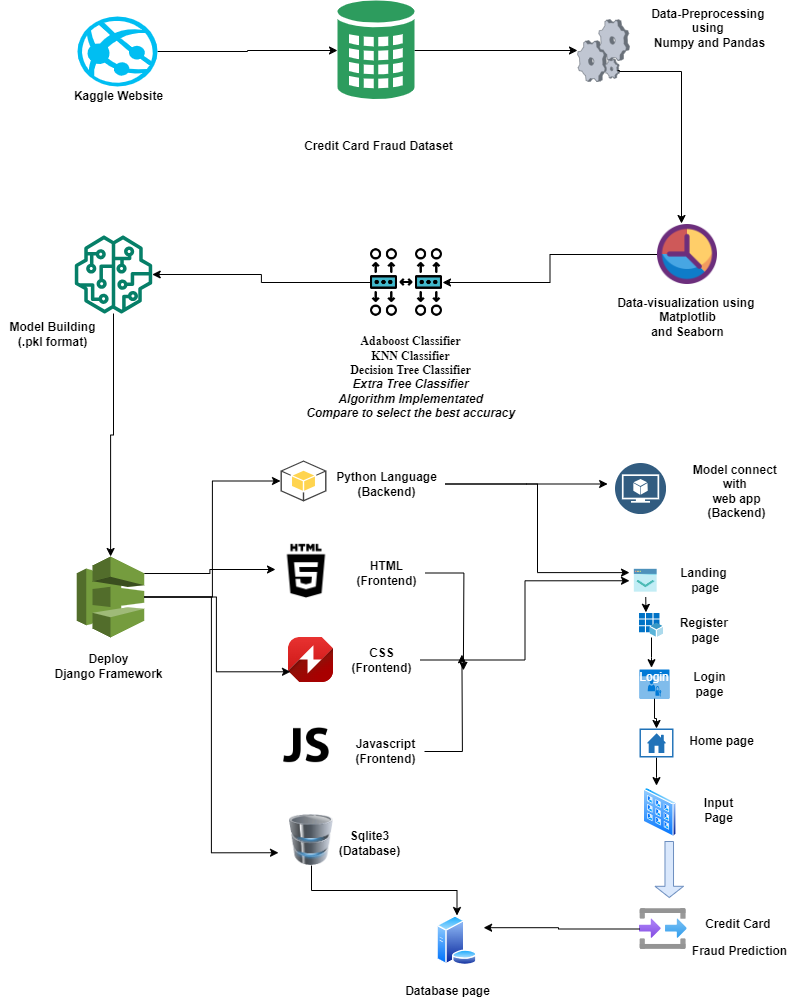 Data-Preprocessing
using
Numpy and Pandas
Kaggle Website
Credit Card Fraud Dataset
Data-visualization using
Matplotlib
and Seaborn
Model Building
(.pkl format)
Adaboost Classifier
KNN Classifier
Decision Tree Classifier
Extra Tree Classifier
Algorithm Implementated
Compare to select the best accuracy
Python Language
(Backend)
Model connect
with
web app
(Backend)
HTML
5
HTML
(Frontend)
Landing
page
Register
page
Deploy
Django Framework
CSS
(Frontend)
Login
Login
page
JS
Javascript
(Frontend)
Home page
Input
Page
Sqlite3
(Database)
Credit Card
Fraud Prediction
Database page